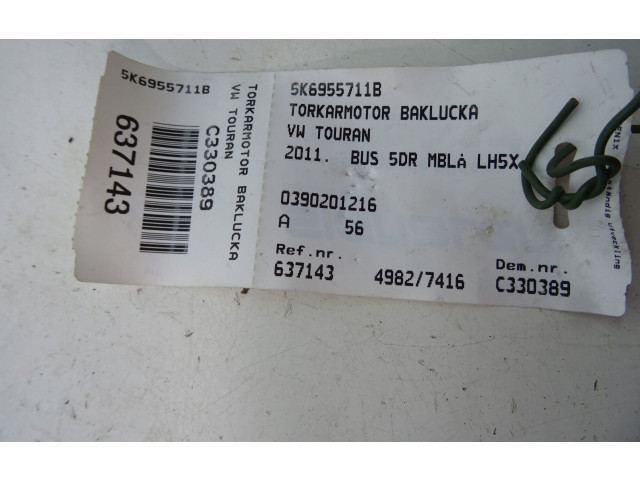 5K6955711B
637143
C330389
VW TOURAN
TORKARMOTOR BAKLUCKA
5K6955711B
TORKARMOTOR BAKLUCKA
VW TOURAN
2011. BUS 5DR MBLÅ LH5X
0390201216
A 56
Ref.nr. Dem.nr.
637143 4982/7416 C330389
utveckling